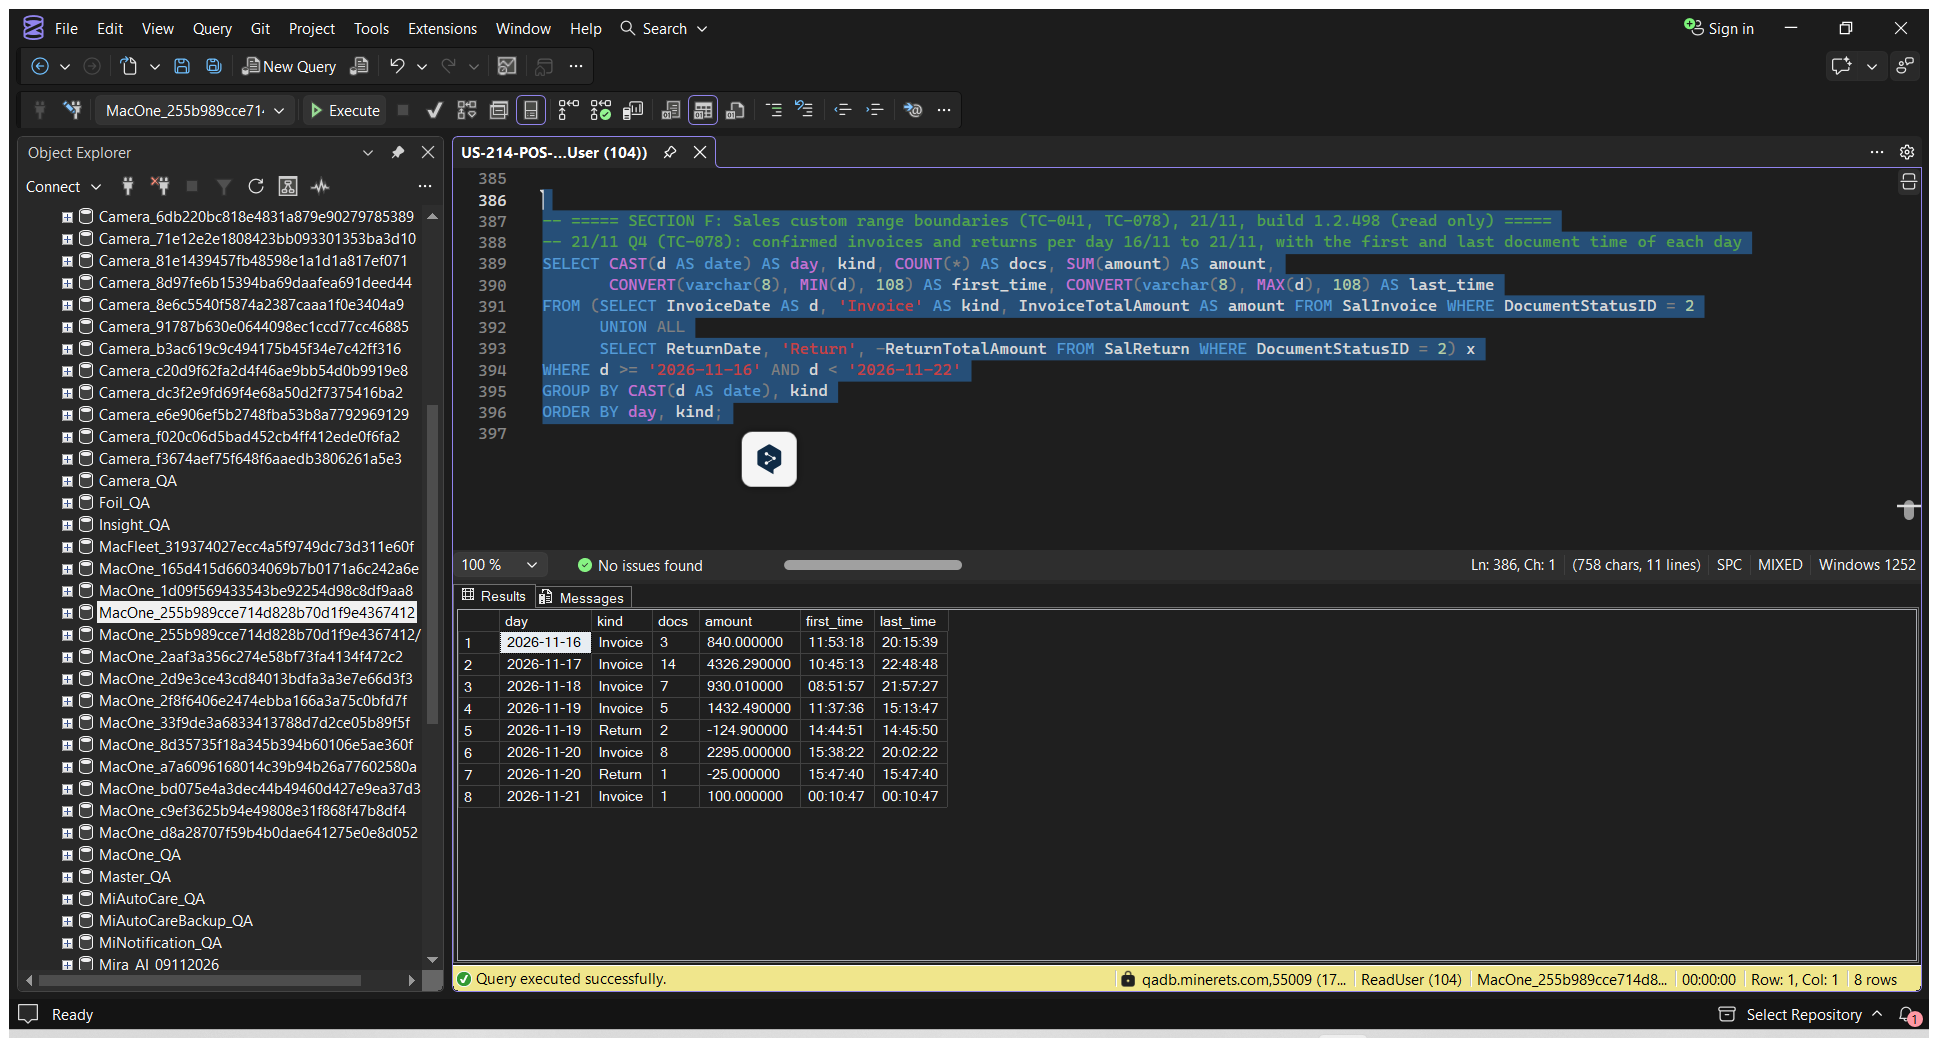 File Edit View Query Git Project Tools Extensions Window Help Search Sign in
New Query
MacOne_255b989cce71 Execute
Object Explorer
Connect
Camera_6db220bc818e4831a879e90279785389
Camera_71e12e2e1808423bb093301353ba3d10
Camera_81e1439457fb48598e1a1d1a817ef071
Camera_8d97fe6b15394ba69daafea691deed44
Camera_8e6c5540f5874a2387caaa1f0e3404a9
Camera_91787b630e0644098ec1ccd77cc46885
Camera_b3ac619c9c494175b45f34e7c42ff316
Camera_c20d9f62fa2d4f46ae9bb54d0b9919e8
Camera_dc3f2e9fd69f4e68a50d2f7375416ba2
Camera_e6e906ef5b2748fba53b8a7792969129
Camera_f020c06d5bad452cb4ff412ede0f6fa2
Camera_f3674aef75f648f6aaedb3806261a5e3
Camera_QA
Foil_QA
Insight_QA
MacFleet_319374027ecc4a5f9749dc73d311e60f
MacOne_165d415d66034069b7b0171a6c242a6e
MacOne_1d09f569433543be92254d98c8df9aa8
MacOne_255b989cce714d828b70d1f9e4367412
MacOne_255b989cce714d828b70d1f9e4367412/
MacOne_2aaf3a356c274e58bf73fa4134f472c2
MacOne_2d9e3ce43cd84013bdfa3a3e7e66d3f3
MacOne_2f8f6406e2474ebba166a3a75c0bfd7f
MacOne_33f9de3a6833413788d7d2ce05b89f5f
MacOne_8d35735f18a345b394b60106e5ae360f
MacOne_a7a6096168014c39b94b26a77602580a
MacOne_bd075e4a3dec44b49460d427e9ea37d3
MacOne_c9ef3625b94e49808e31f868f47b8df4
MacOne_d8a28707f59b4b0dae641275e0e8d052
MacOne_QA
Master_QA
MiAutoCare_QA
MiAutoCareBackup_QA
MiNotification_QA
Mira_AI_09112026
US-214-POS-...User (104))
385
386
387 -- ===== SECTION F: Sales custom range boundaries (TC-041, TC-078), 21/11, build 1.2.498 (read only) =====
388 -- 21/11 Q4 (TC-078): confirmed invoices and returns per day 16/11 to 21/11, with the first and last document time of each day
389 SELECT CAST(d AS date) AS day, kind, COUNT(*) AS docs, SUM(amount) AS amount,
390 CONVERT(varchar(8), MIN(d), 108) AS first_time, CONVERT(varchar(8), MAX(d), 108) AS last_time
391 FROM (SELECT InvoiceDate AS d, 'Invoice' AS kind, InvoiceTotalAmount AS amount FROM SalInvoice WHERE DocumentStatusID = 2
392 UNION ALL
393 SELECT ReturnDate, 'Return', -ReturnTotalAmount FROM SalReturn WHERE DocumentStatusID = 2) x
394 WHERE d >= '2026-11-16' AND d < '2026-11-22'
395 GROUP BY CAST(d AS date), kind
396 ORDER BY day, kind;
397
100 % No issues found Ln: 386, Ch: 1 (758 chars, 11 lines) SPC MIXED Windows 1252
Results Messages
day kind docs amount first_time last_time
1 2026-11-16 Invoice 3 840.000000 11:53:18 20:15:39
2 2026-11-17 Invoice 14 4326.290000 10:45:13 22:48:48
3 2026-11-18 Invoice 7 930.010000 08:51:57 21:57:27
4 2026-11-19 Invoice 5 1432.490000 11:37:36 15:13:47
5 2026-11-19 Return 2 -124.900000 14:44:51 14:45:50
6 2026-11-20 Invoice 8 2295.000000 15:38:22 20:02:22
7 2026-11-20 Return 1 -25.000000 15:47:40 15:47:40
8 2026-11-21 Invoice 1 100.000000 00:10:47 00:10:47
Query executed successfully. qadb.minerets.com,55009 (17... ReadUser (104) MacOne_255b989cce714d8... 00:00:00 Row: 1, Col: 1 8 rows
Ready Select Repository 1